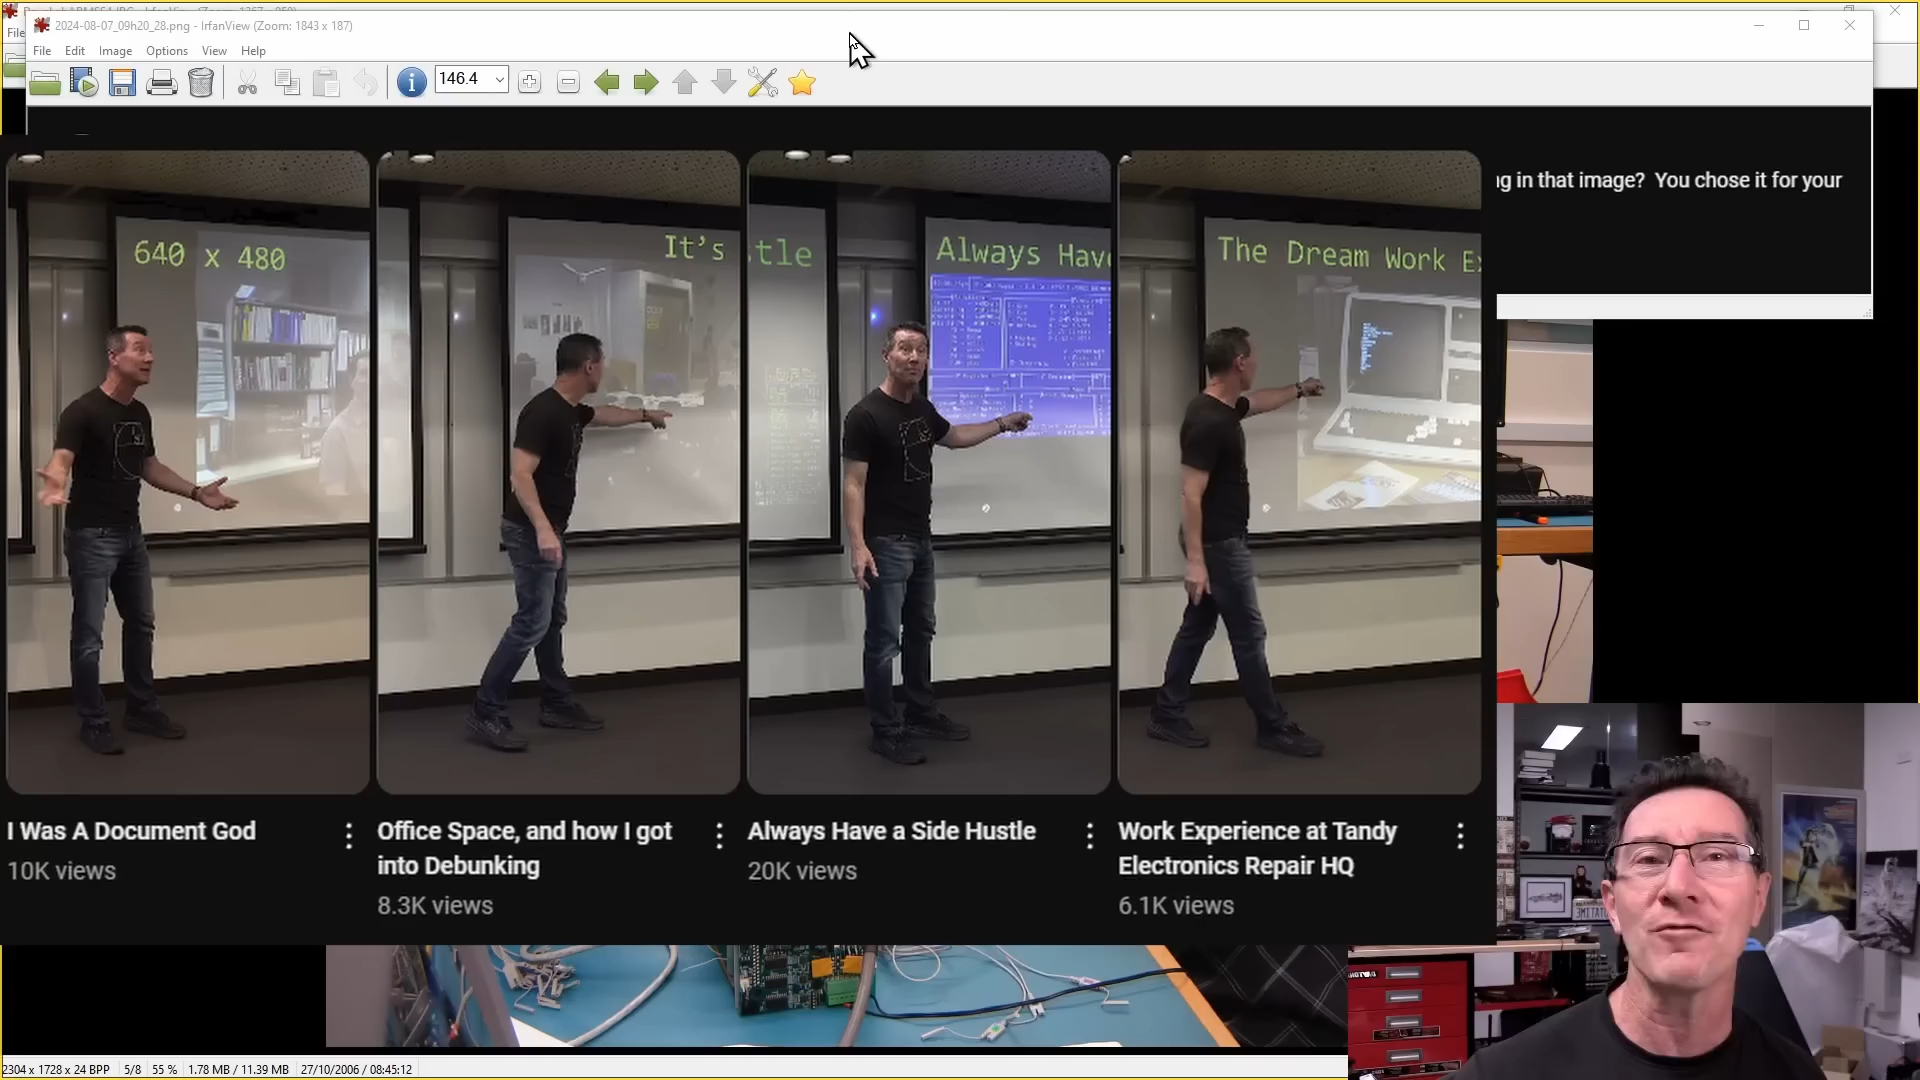 2024-08-07_09h20_28.png - IrfanView (Zoom: 1843 x 187)
File
File Edit Image Options View Help
146.4
ng in that image? You chose it for your
640 x 480
It's
tle
Always Have
The Dream Work Ex
I Was A Document God
10K views
Office Space, and how I got
into Debunking
8.3K views
Always Have a Side Hustle
20K views
Work Experience at Tandy
Electronics Repair HQ
6.1K views
2304 x 1728 x 24 BPP 5/8 55 % 1.78 MB / 11.39 MB 27/10/2006 / 08:45:12